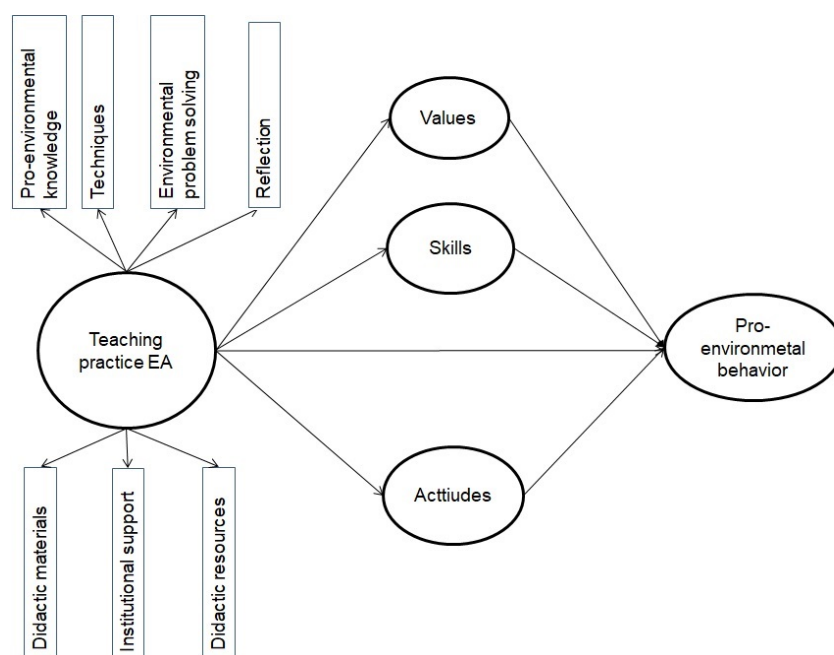 Pro-environmental
knowledge
Techniques
Environmental
problem solving
Reflection
Values
Skills
Teaching
practice EA
Pro-
environmetal
behavior
Acttiudes
Didactic materials
Institutional support
Didactic resources